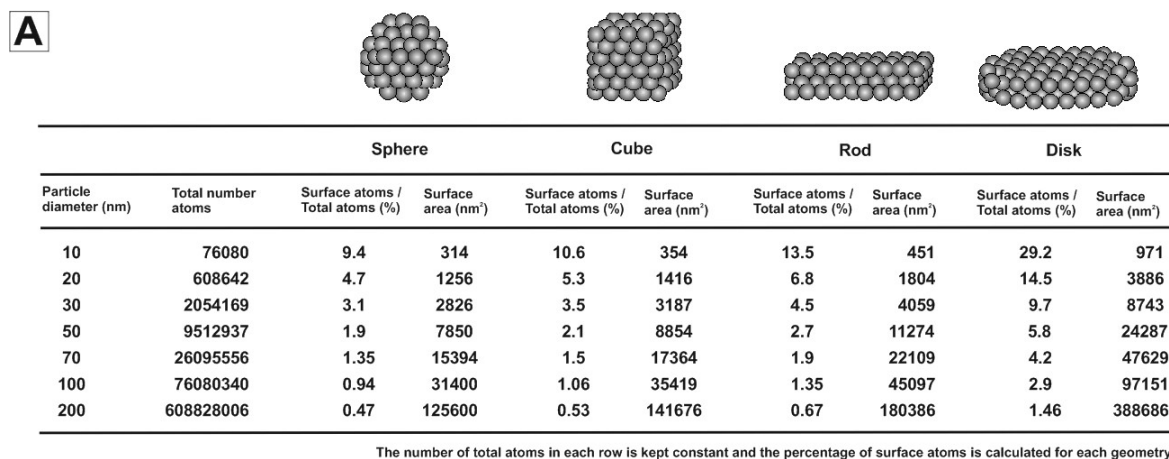 A
Sphere Cube Rod Disk
Particle Total number Surface atoms / Surface Surface atoms / Surface Surface atoms / Surface Surface atoms / Surface
diameter (nm) atoms Total atoms (%) area (nm²) Total atoms (%) area (nm²) Total atoms (%) area (nm²) Total atoms (%) area (nm²)
10 76080 9.4 314 10.6 354 13.5 451 29.2 971
20 608642 4.7 1256 5.3 1416 6.8 1804 14.5 3886
30 2054169 3.1 2826 3.5 3187 4.5 4059 9.7 8743
50 9512937 1.9 7850 2.1 8854 2.7 11274 5.8 24287
70 26095556 1.35 15394 1.5 17364 1.9 22109 4.2 47629
100 76080340 0.94 31400 1.06 35419 1.35 45097 2.9 97151
200 608828006 0.47 125600 0.53 141676 0.67 180386 1.46 388686
The number of total atoms in each row is kept constant and the percentage of surface atoms is calculated for each geometry